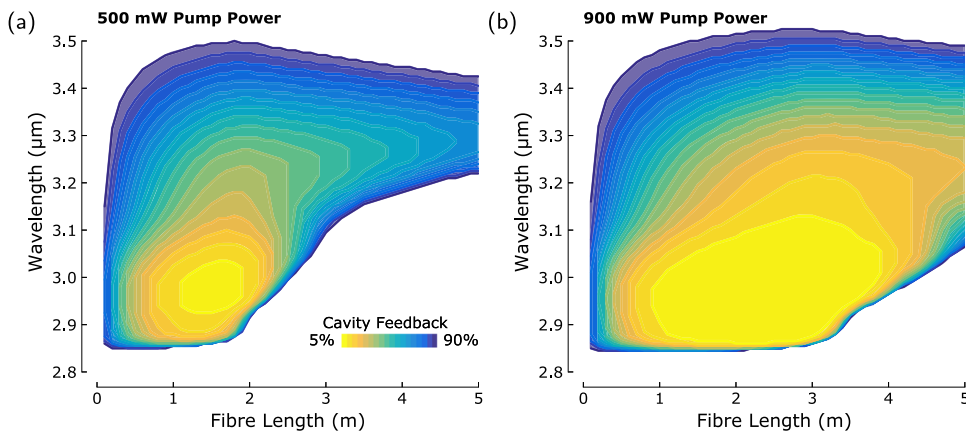 (a) 500 mW Pump Power
3.5
3.4
3.3
3.2
3.1
3.0
2.9
2.8
Wavelength (μm)
Cavity Feedback
5% 90%
0 1 2 3 4 5
Fibre Length (m)
(b) 900 mW Pump Power
3.5
3.4
3.3
3.2
3.1
3.0
2.9
2.8
Wavelength (μm)
0 1 2 3 4 5
Fibre Length (m)